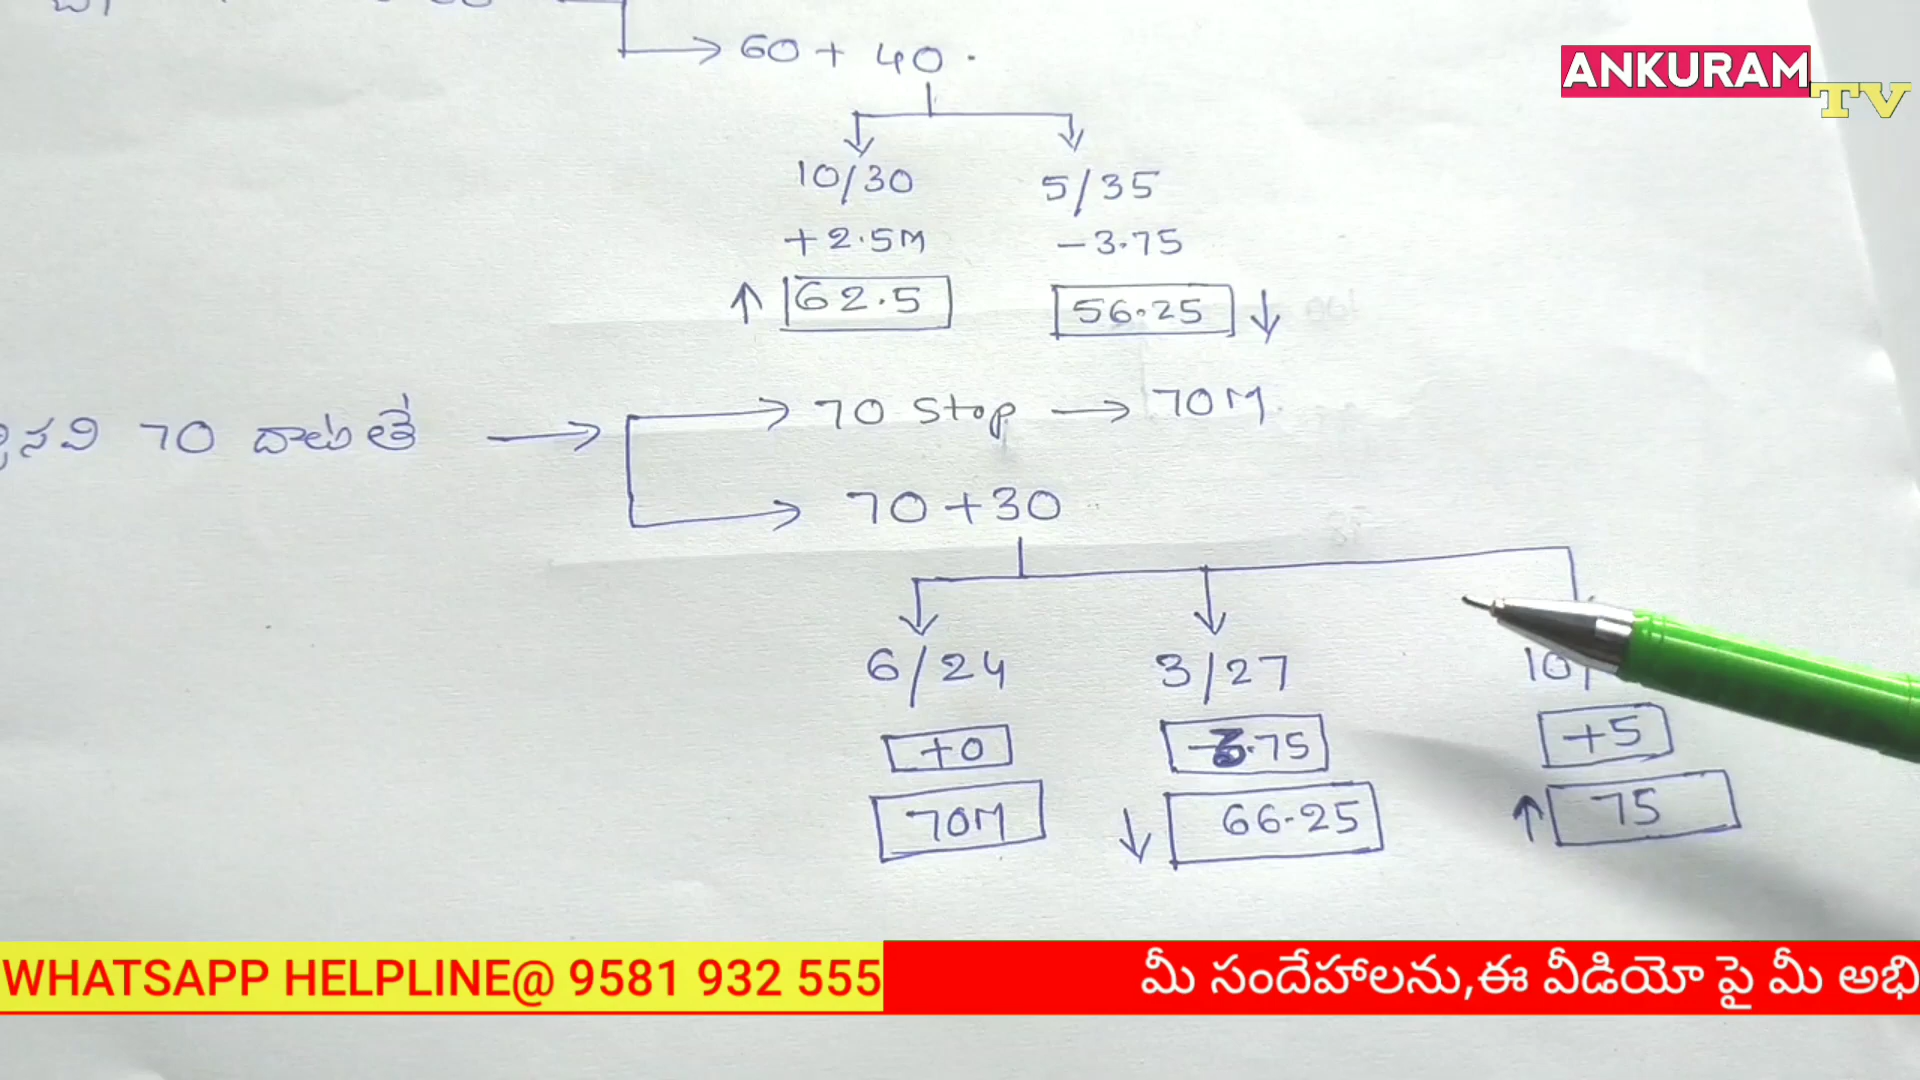 60 + 40.
ANKURAM
TV
10/30 5/35
+2.5M -3.75
↑ 62.5 56.25 ↓
70 దాటితే → 70 Stop → 70M.
70+30
6/24 3/27 10/
+0 -3.75 +5
70M ↓ 66.25 ↑ 75
WHATSAPP HELPLINE@ 9581 932 555
మీ సందేహాలను,ఈ వీడియో పై మీ అభి